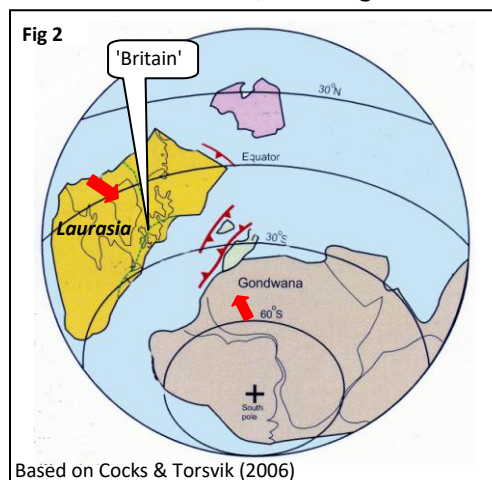 Fig 2
'Britain'
30°N
Equator
Laurasia
30°S
Gondwana
60°S
South
pole
Based on Cocks & Torsvik (2006)